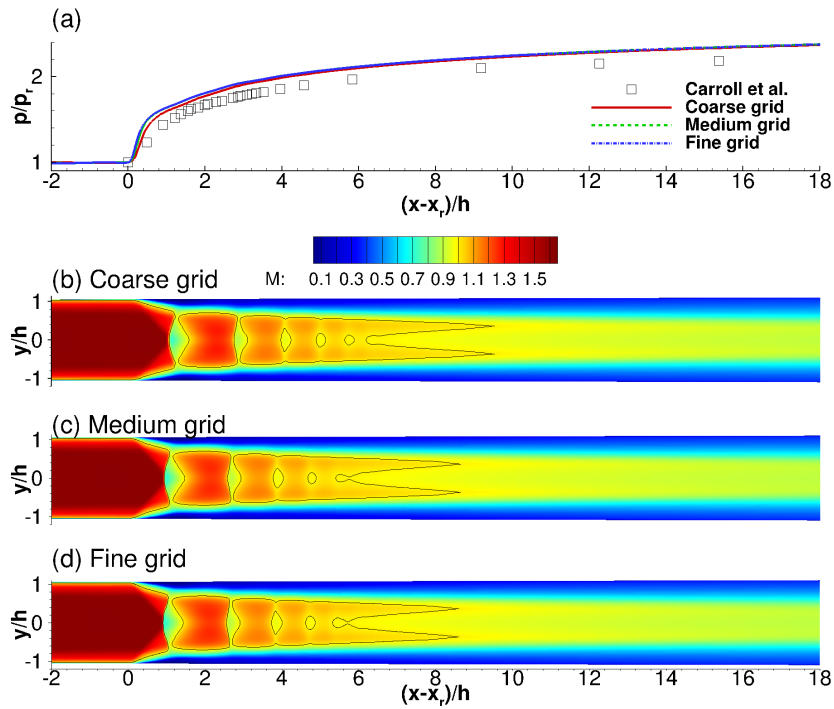 (a)
p/p_r
2
1
Carroll et al.
Coarse grid
Medium grid
Fine grid
-2 0 2 4 6 8 10 12 14 16 18
(x-x_r)/h
M: 0.1 0.3 0.5 0.7 0.9 1.1 1.3 1.5
(b) Coarse grid
y/h
1
0
-1
(c) Medium grid
y/h
1
0
-1
(d) Fine grid
y/h
1
0
-1
-2 0 2 4 6 8 10 12 14 16 18
(x-x_r)/h